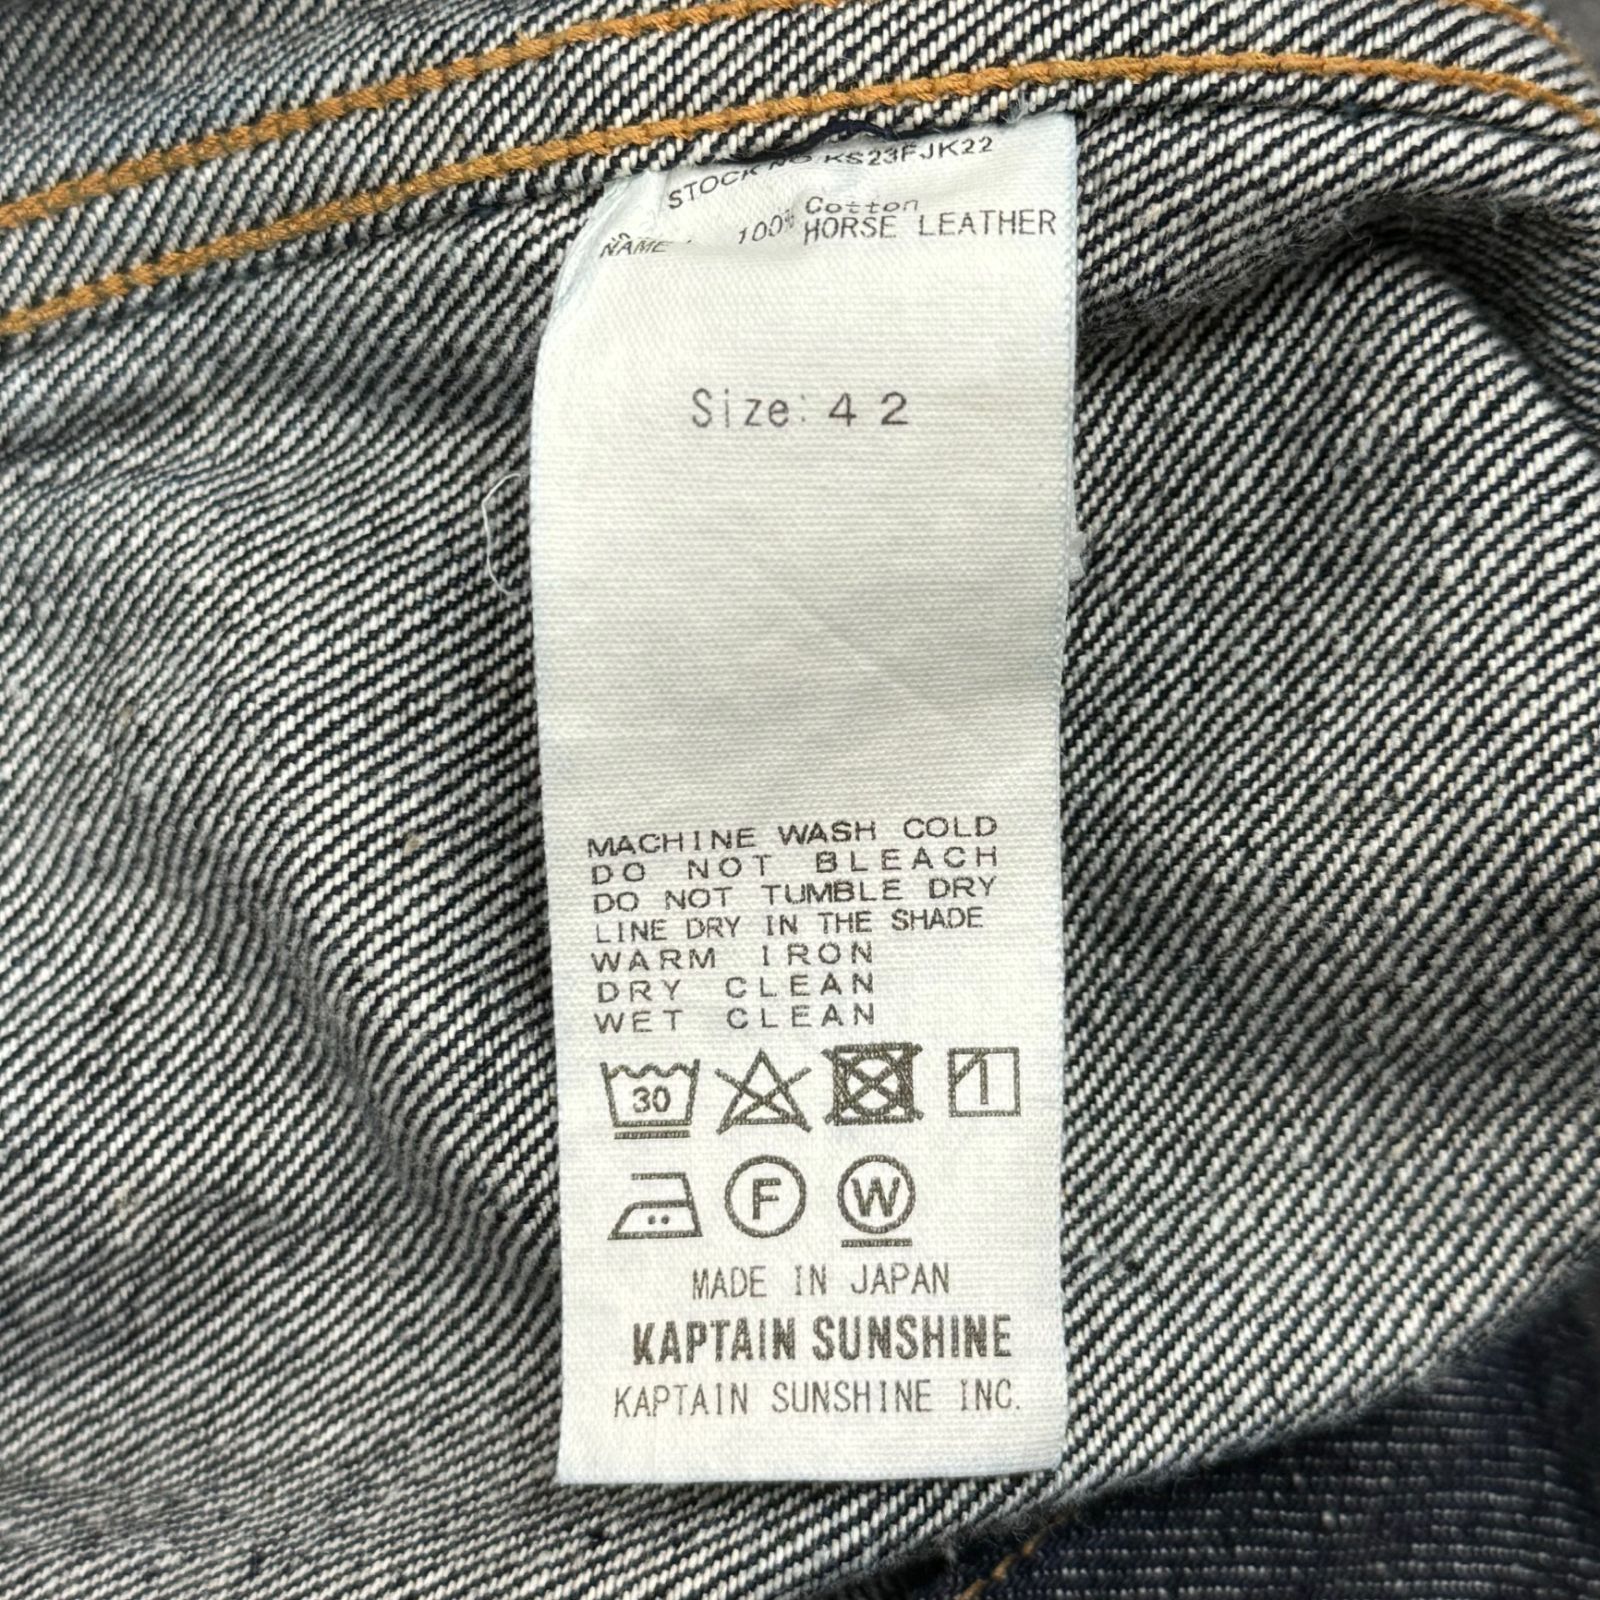 STOCK NO KS23FJK22
100% Cotton
NAME HORSE LEATHER
Size:42
MACHINE WASH COLD
DO NOT BLEACH
DO NOT TUMBLE DRY
LINE DRY IN THE SHADE
WARM IRON
DRY CLEAN
WET CLEAN
30
F W
MADE IN JAPAN
KAPTAIN SUNSHINE
KAPTAIN SUNSHINE INC.